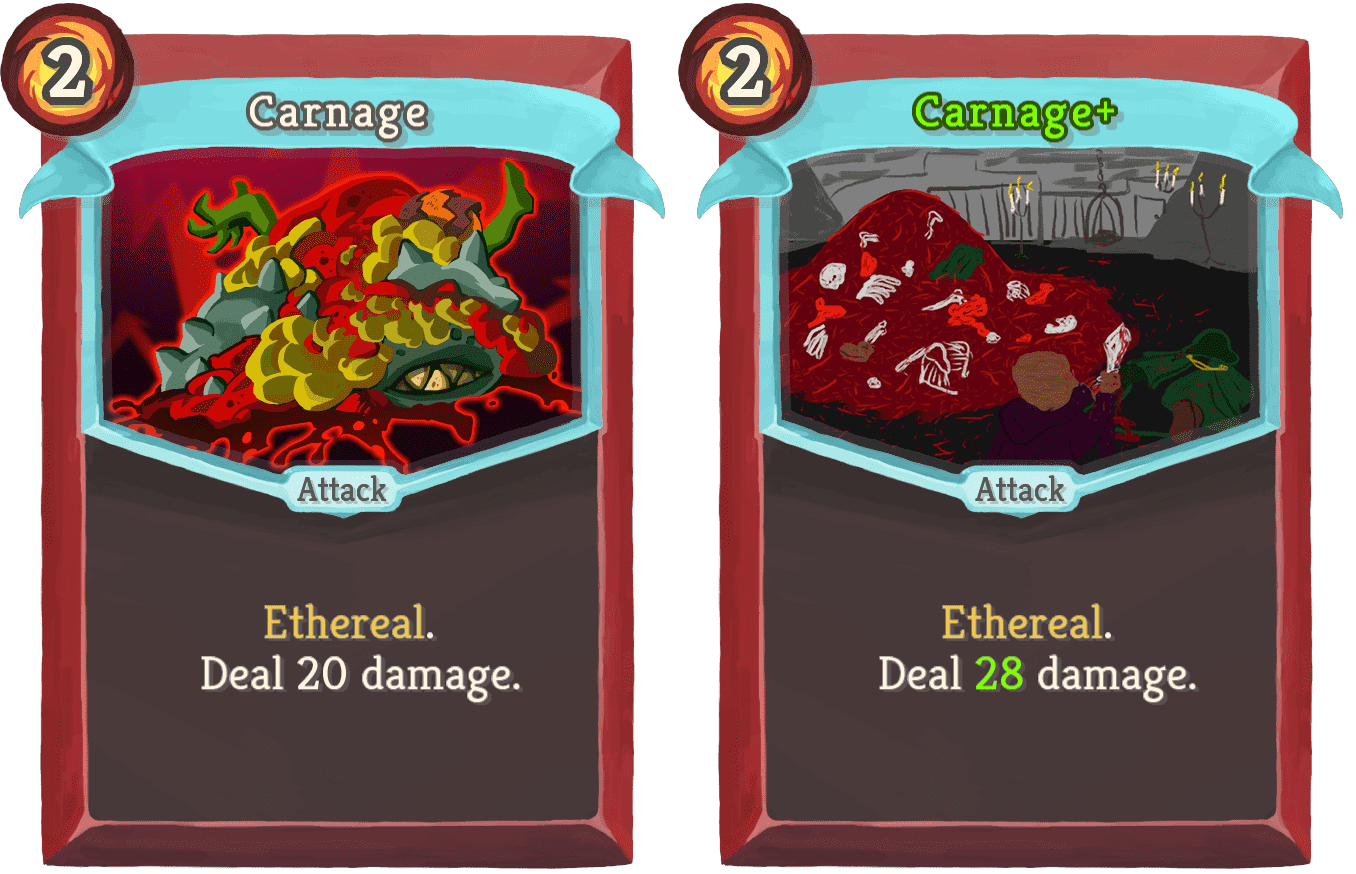 2
Carnage
Attack
Ethereal.
Deal 20 damage.
2
Carnage+
Attack
Ethereal.
Deal 28 damage.